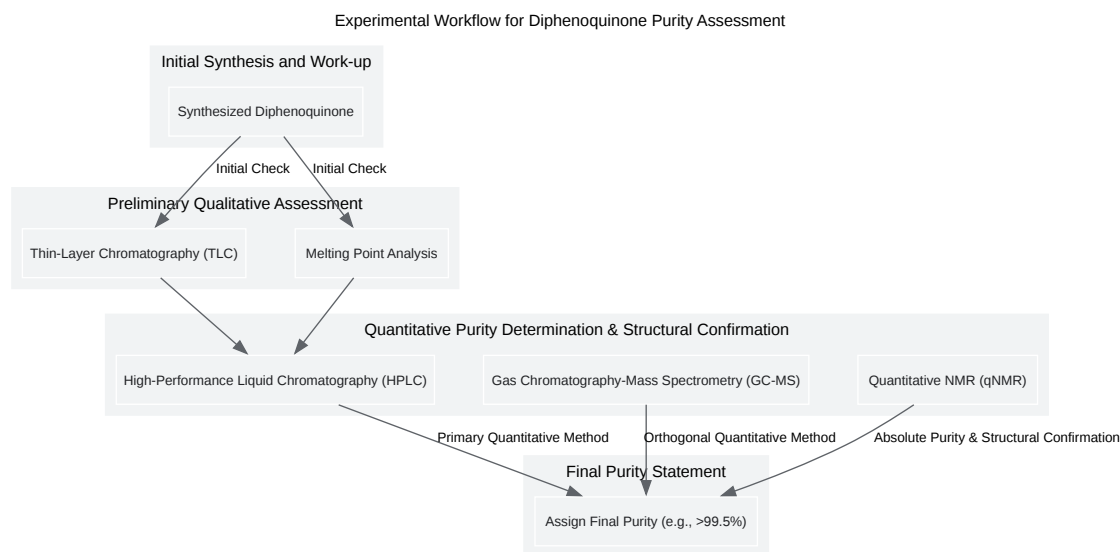 Experimental Workflow for Diphenoquinone Purity Assessment
Initial Synthesis and Work-up
Synthesized Diphenoquinone
Initial Check
Initial Check
Preliminary Qualitative Assessment
Thin-Layer Chromatography (TLC)
Melting Point Analysis
Quantitative Purity Determination & Structural Confirmation
High-Performance Liquid Chromatography (HPLC)
Gas Chromatography-Mass Spectrometry (GC-MS)
Quantitative NMR (qNMR)
Primary Quantitative Method
Orthogonal Quantitative Method
Absolute Purity & Structural Confirmation
Final Purity Statement
Assign Final Purity (e.g., >99.5%)